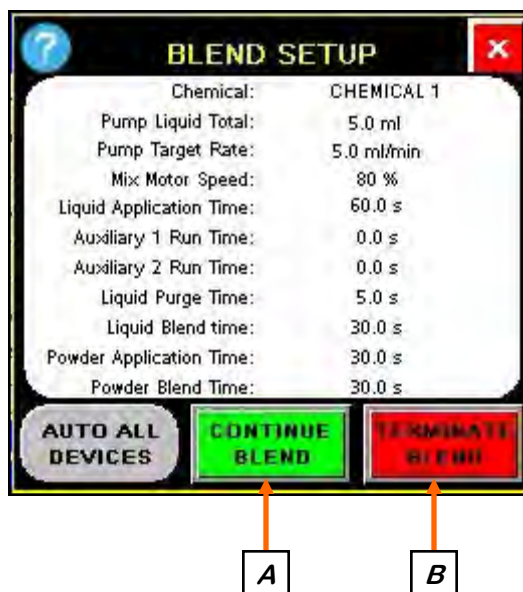 ?
BLEND SETUP
X
Chemical: CHEMICAL 1
Pump Liquid Total: 5.0 ml
Pump Target Rate: 5.0 ml/min
Mix Motor Speed: 80 %
Liquid Application Time: 60.0 s
Auxiliary 1 Run Time: 0.0 s
Auxiliary 2 Run Time: 0.0 s
Liquid Purge Time: 5.0 s
Liquid Blend time: 30.0 s
Powder Application Time: 30.0 s
Powder Blend Time: 30.0 s
AUTO ALL
DEVICES
CONTINUE
BLEND
TERMINATE
BLEND
A
B